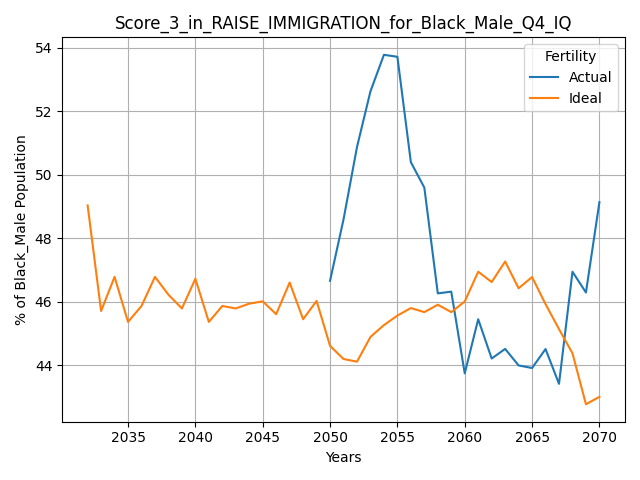 Score_3_in_RAISE_IMMIGRATION_for_Black_Male_Q4_IQ
% of Black_Male Population
54
52
50
48
46
44
Fertility
Actual
Ideal
2035
2040
2045
2050
2055
2060
2065
2070
Years